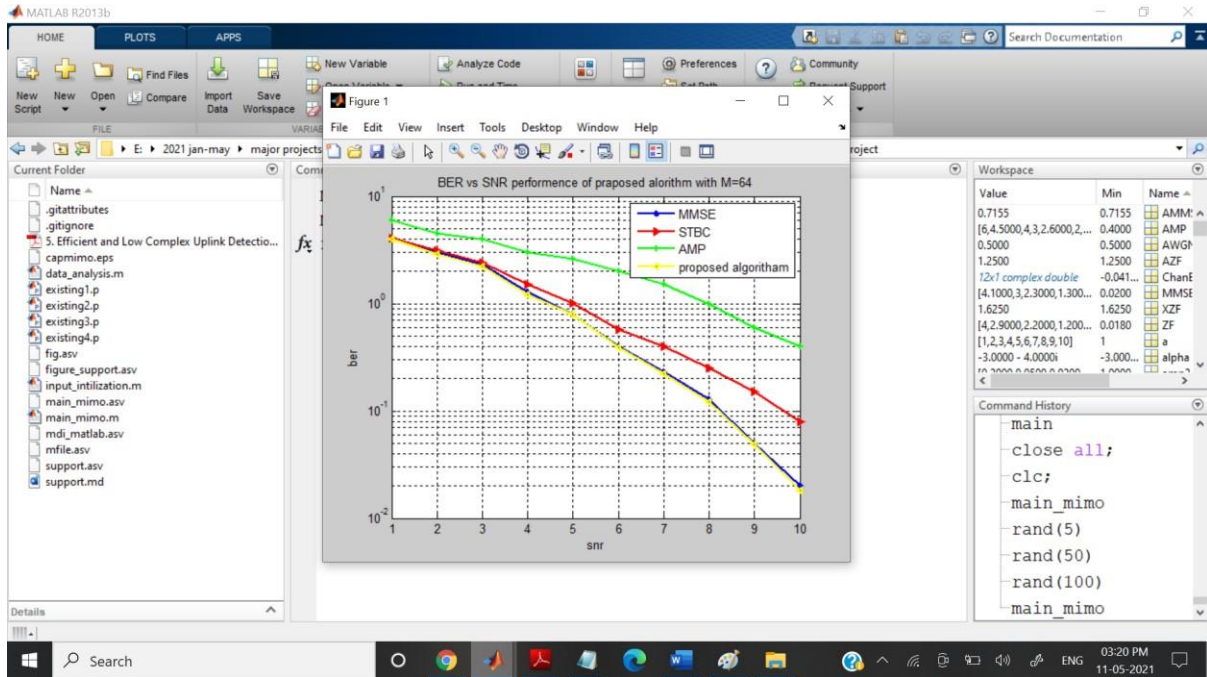 MATLAB R2013b
HOME PLOTS APPS
Search Documentation
New Script
New
Open
Find Files
Compare
Import Data
Save Workspace
New Variable
Analyze Code
Preferences
Community
FILE
E: 2021 jan-may major projects
Current Folder
Name
.gitattributes
.gitignore
5. Efficient and Low Complex Uplink Detectio...
capmimo.eps
data_analysis.m
existing1.p
existing2.p
existing3.p
existing4.p
fig.asv
figure_support.asv
input_intilization.m
main_mimo.asv
main_mimo.m
mdi_matlab.asv
mfile.asv
support.asv
support.md
Details
fx
Figure 1
File Edit View Insert Tools Desktop Window Help
BER vs SNR performence of praposed alorithm with M=64
MMSE
STBC
AMP
proposed algoritham
10^1
10^0
10^-1
10^-2
ber
1 2 3 4 5 6 7 8 9 10
snr
Workspace
Value Min Name
0.7155 0.7155 AMM
[6,4.5000,4,3,2.6000,2,... 0.4000 AMP
0.5000 0.5000 AWG
1.2500 1.2500 AZF
12x1 complex double -0.041...
[4.1000,3,2.3000,1.300... 0.0200 MMSE
1.6250 1.6250 XZF
[4,2.9000,2.2000,1.200... 0.0180 ZF
[1,2,3,4,5,6,7,8,9,10] 1 a
-3.0000 - 4.0000i -3.000... alpha
Command History
main
close all;
clc;
main_mimo
rand(5)
rand(50)
rand(100)
main_mimo
Search
ENG
03:20 PM
11-05-2021